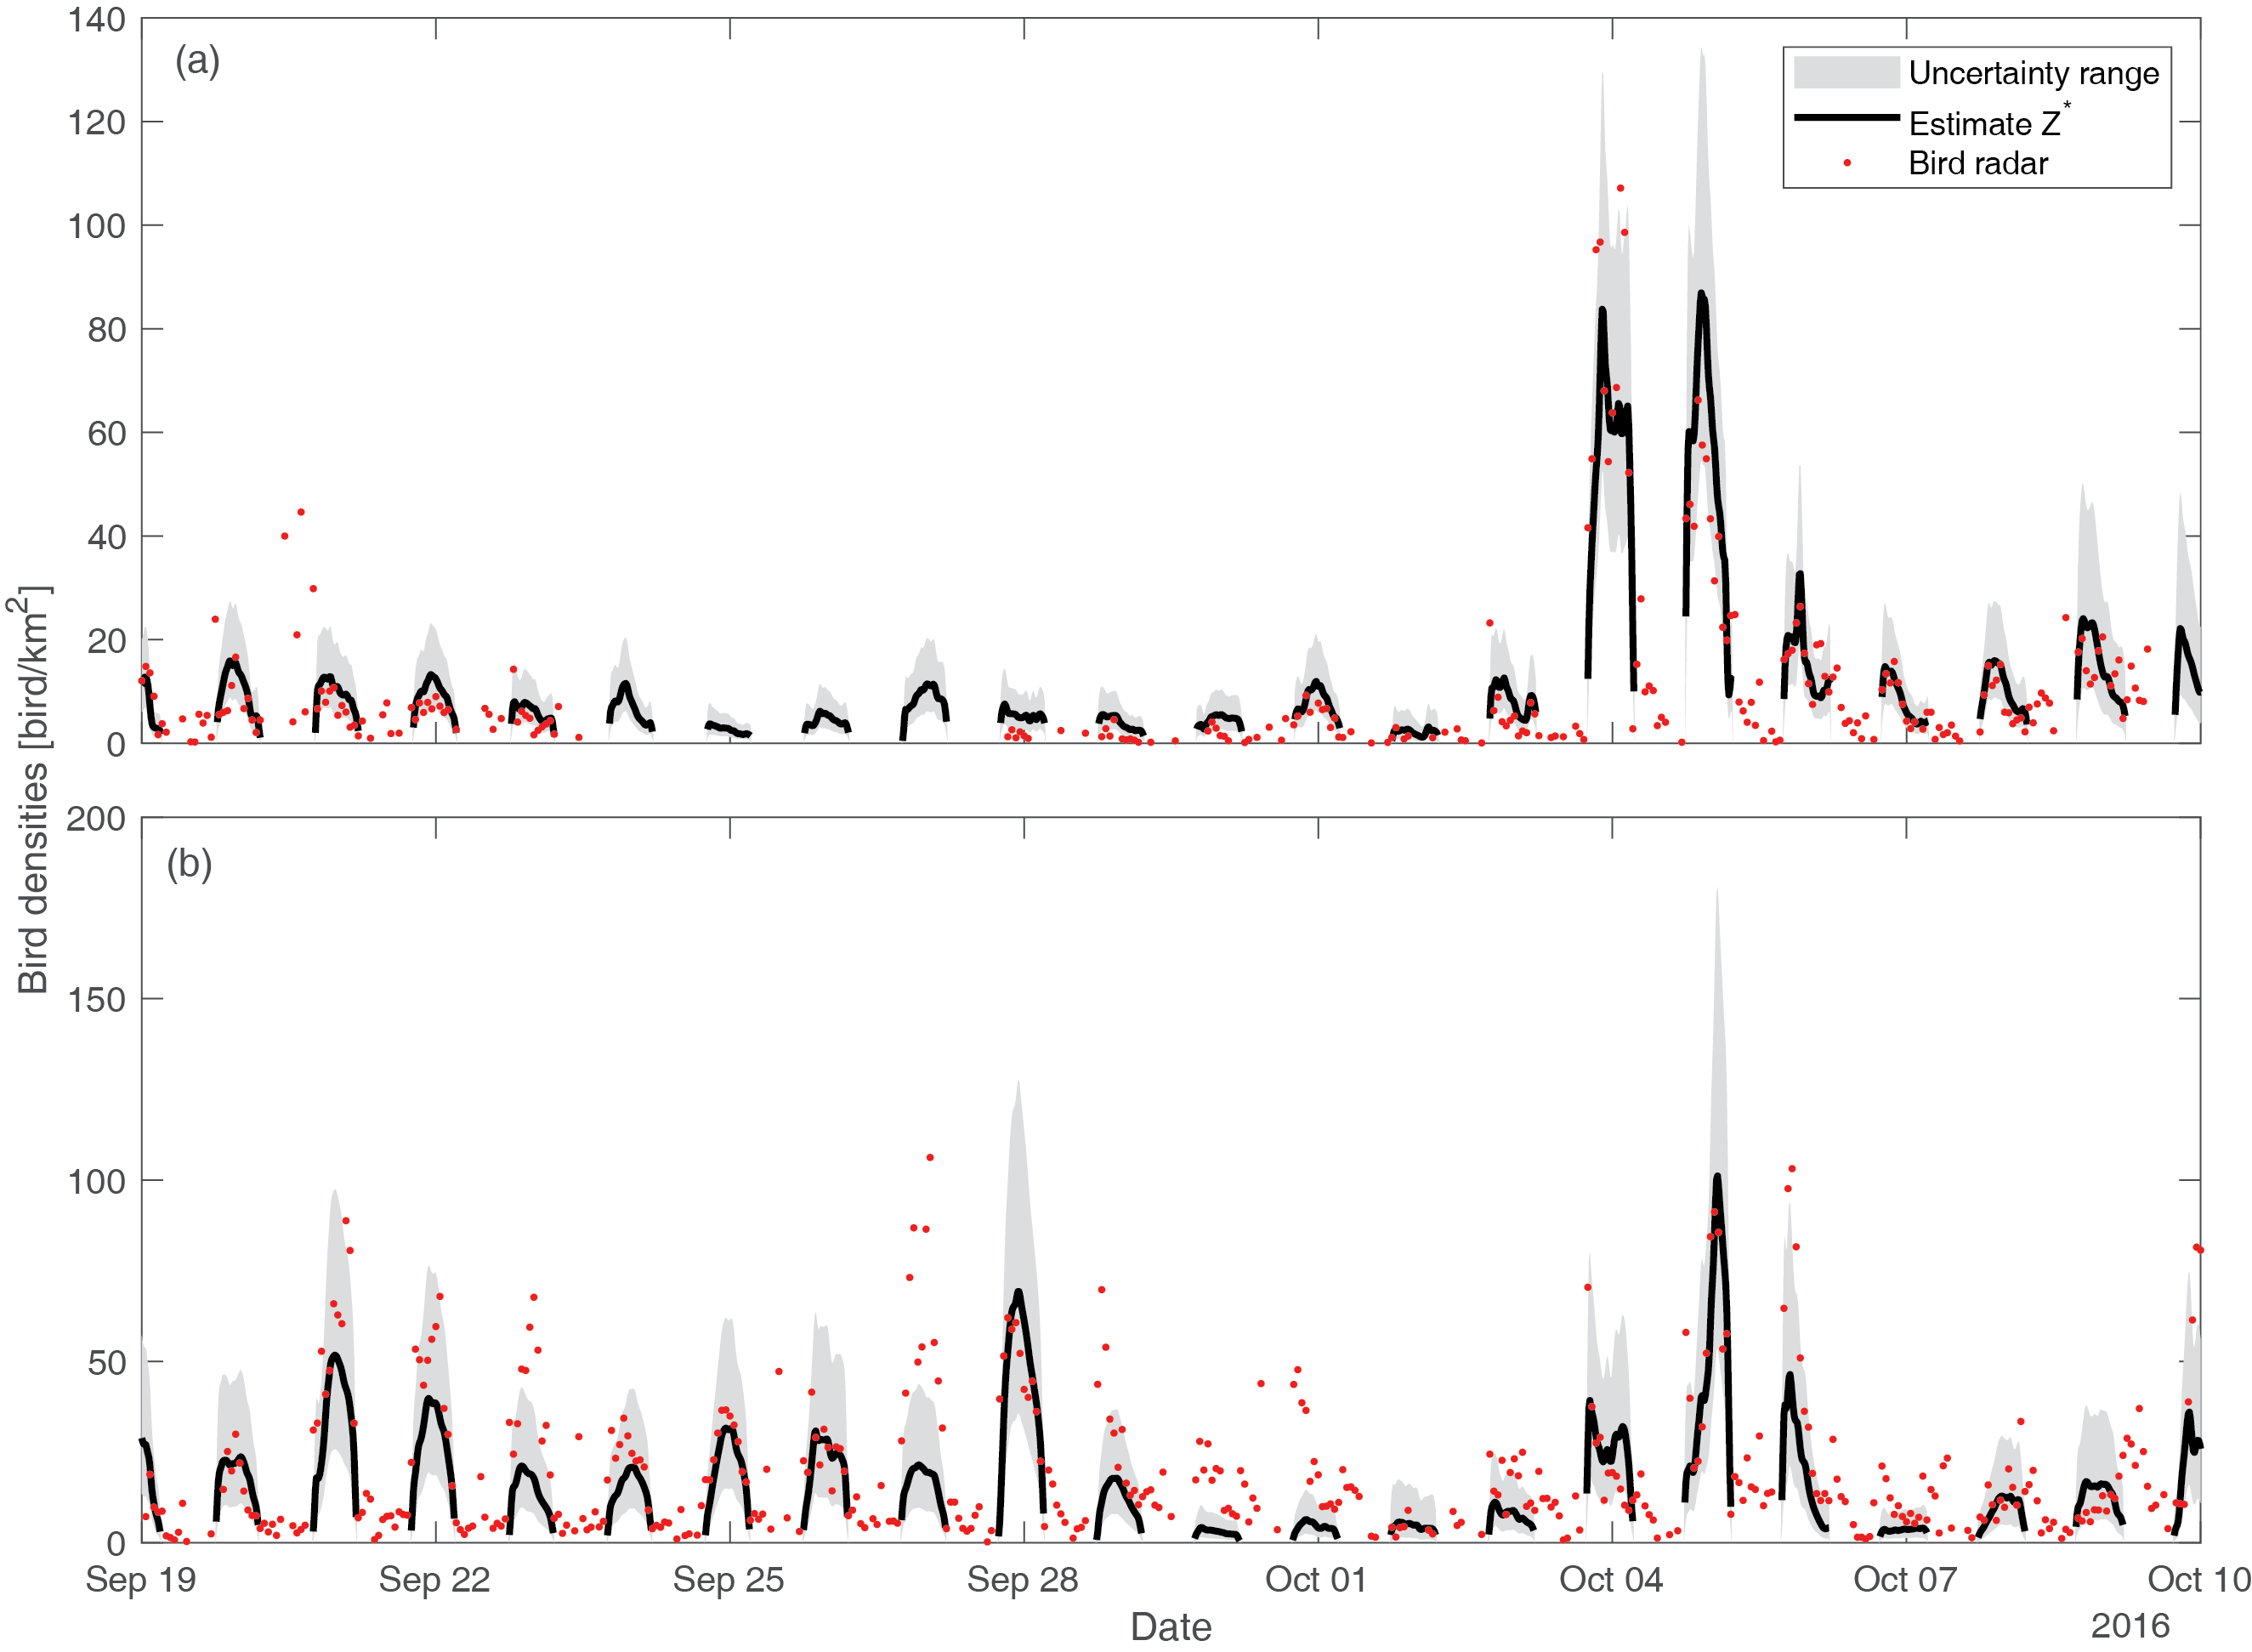 140
120
100
80
60
40
20
0
(a)
Uncertainty range
Estimate Z*
Bird radar
Bird densities [bird/km²]
200
150
100
50
0
(b)
Sep 19 Sep 22 Sep 25 Sep 28 Oct 01 Oct 04 Oct 07 Oct 10
Date
2016